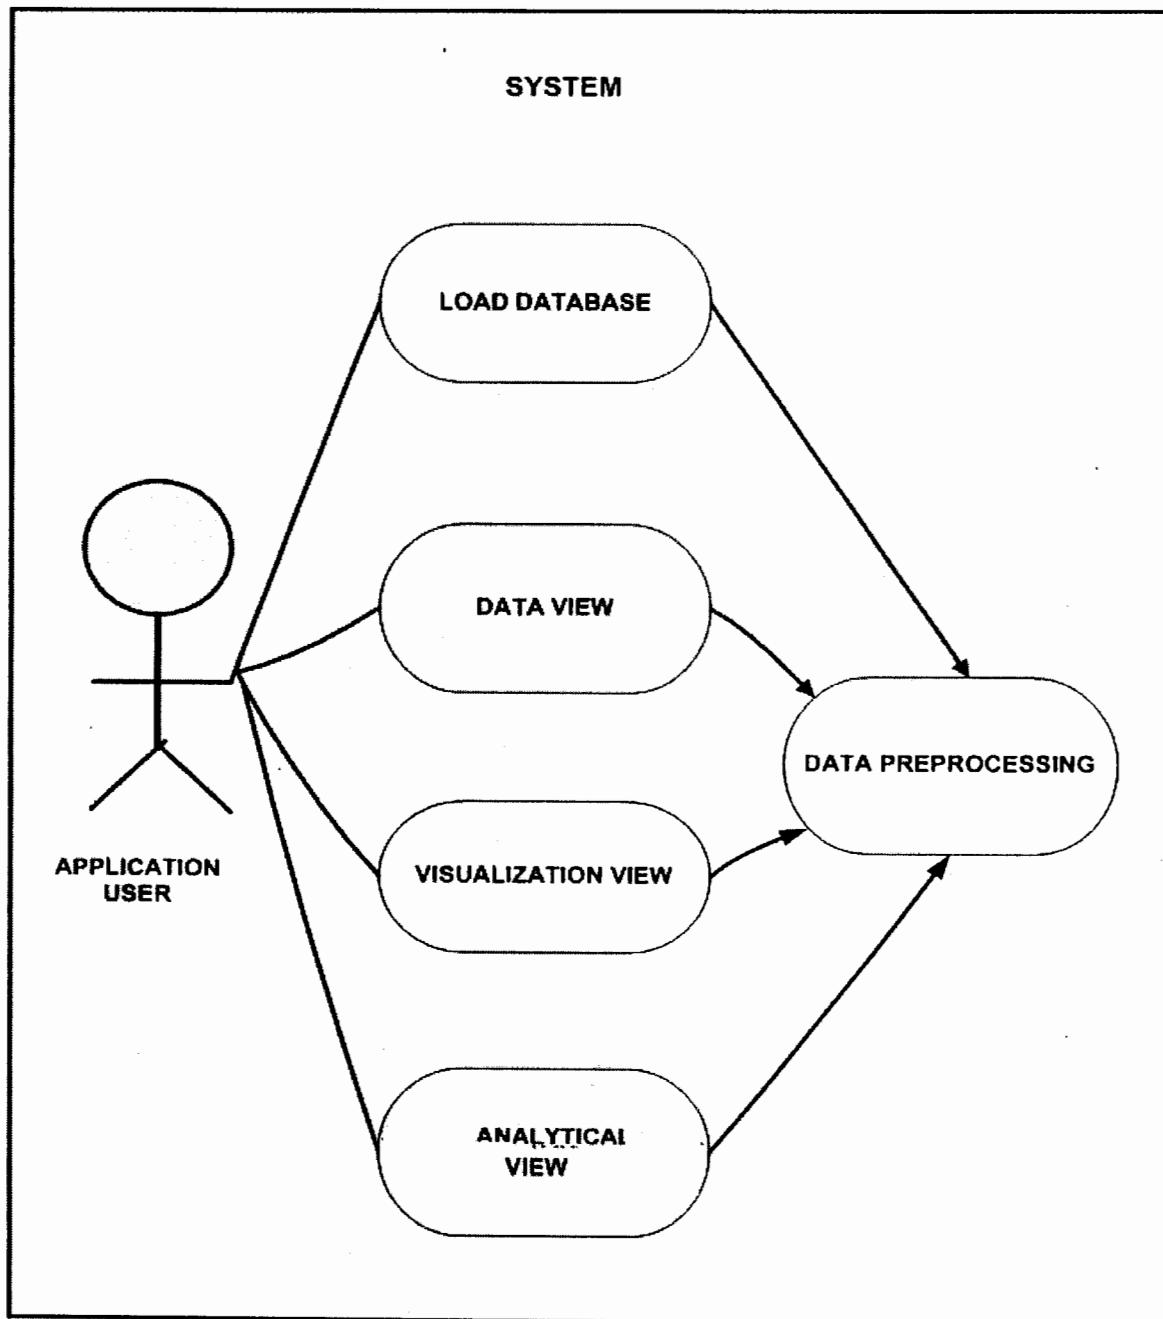 SYSTEM
LOAD DATABASE
DATA VIEW
DATA PREPROCESSING
VISUALIZATION VIEW
APPLICATION
USER
ANALYTICAL
VIEW